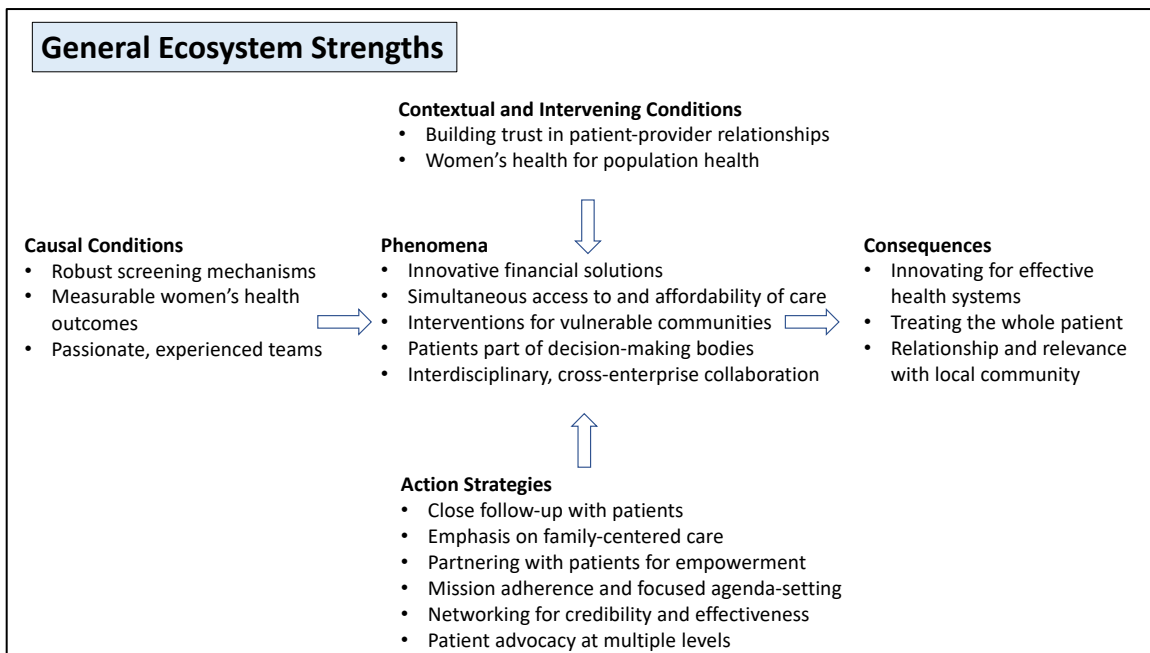 General Ecosystem Strengths
Contextual and Intervening Conditions
• Building trust in patient-provider relationships
• Women’s health for population health
Causal Conditions
• Robust screening mechanisms
• Measurable women’s health
outcomes
• Passionate, experienced teams
Phenomena
• Innovative financial solutions
• Simultaneous access to and affordability of care
• Interventions for vulnerable communities
• Patients part of decision-making bodies
• Interdisciplinary, cross-enterprise collaboration
Consequences
• Innovating for effective
health systems
• Treating the whole patient
• Relationship and relevance
with local community
Action Strategies
• Close follow-up with patients
• Emphasis on family-centered care
• Partnering with patients for empowerment
• Mission adherence and focused agenda-setting
• Networking for credibility and effectiveness
• Patient advocacy at multiple levels